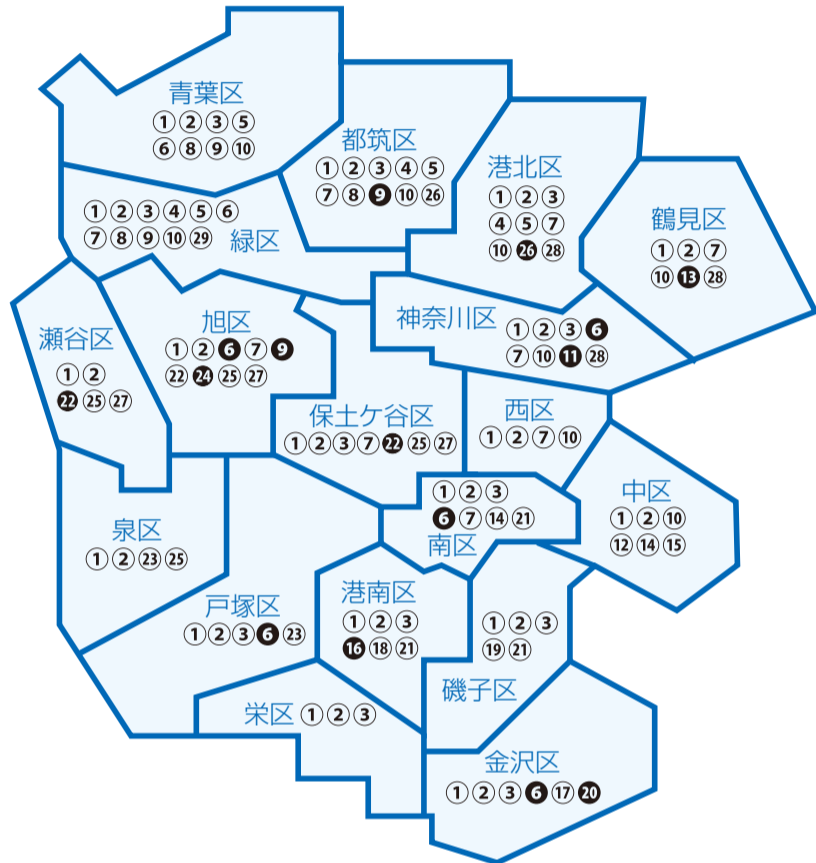 青葉区
①②③⑤
⑥⑧⑨⑩
都筑区
①②③④⑤
⑦⑧❾⑩㉖
港北区
①②③
④⑤⑦
⑩㉖㉘
鶴見区
①②⑦
⑩⓭㉘
①②③④⑤⑥
⑦⑧⑨⑩㉙
緑区
神奈川区
①②③❻
⑦⑩⓫㉘
瀬谷区
①②
㉒㉕㉗
旭区
①②❻⑦❾
㉒㉔㉕㉗
保土ケ谷区
①②③⑦㉒㉕㉗
西区
①②⑦⑩
中区
①②⑩
⑫⑭⑮
①②③
❻⑦⑭㉑
南区
泉区
①②㉓㉕
戸塚区
①②③❻㉓
港南区
①②③
⓰⑱㉑
①②③
⑲㉑
磯子区
栄区①②③
金沢区
①②③❻⑰⓴